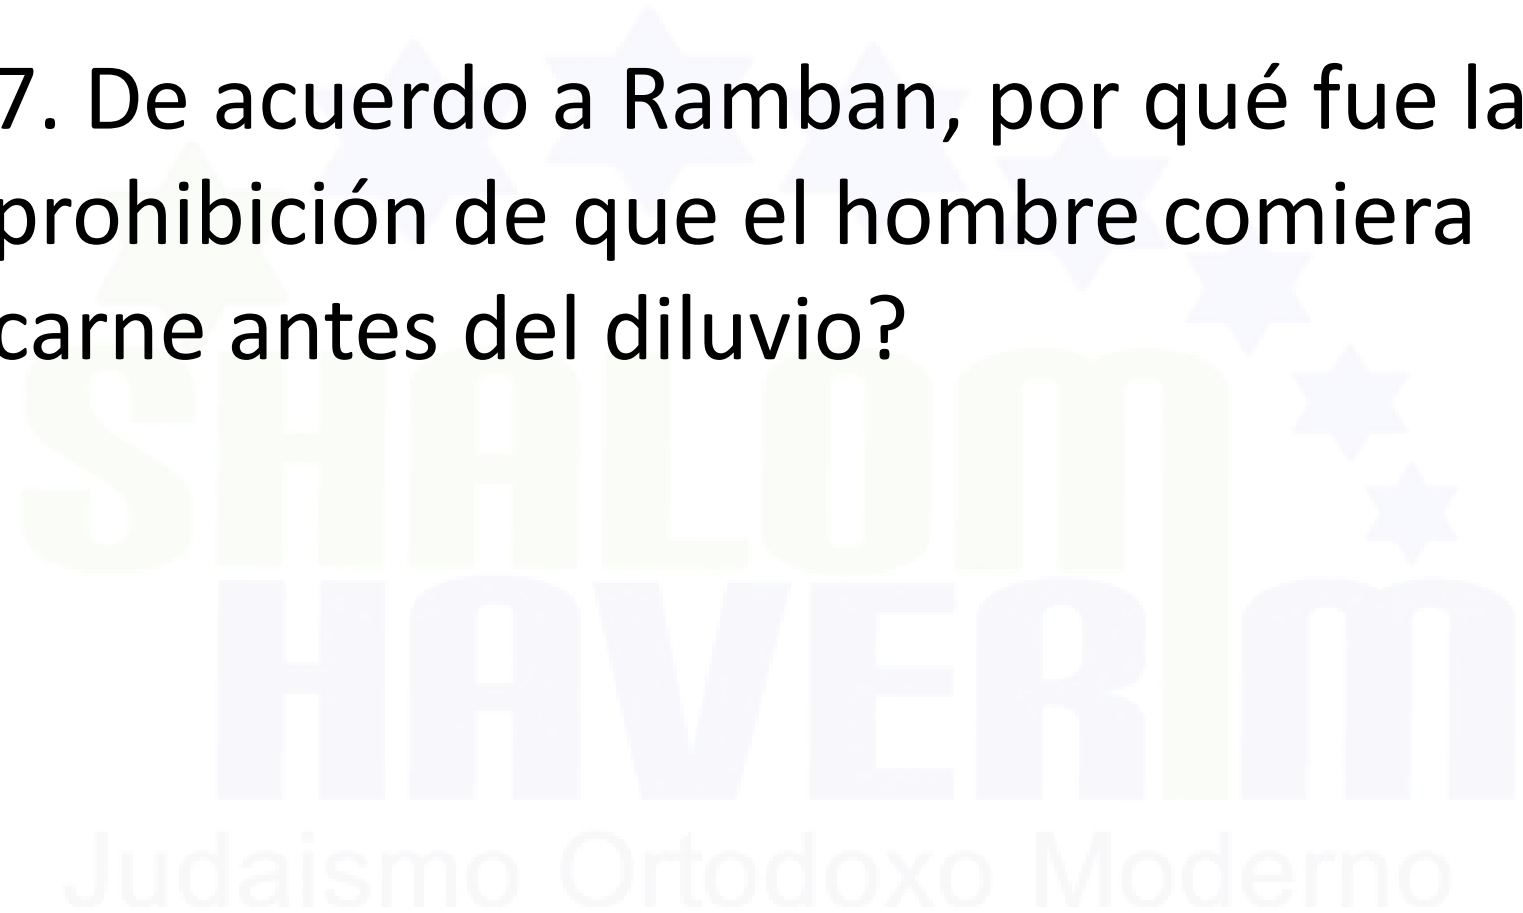 7. De acuerdo a Ramban, por qué fue la
prohibición de que el hombre comiera
carne antes del diluvio?
SHALOM
HAVERIM
Judaismo Ortodoxo Moderno